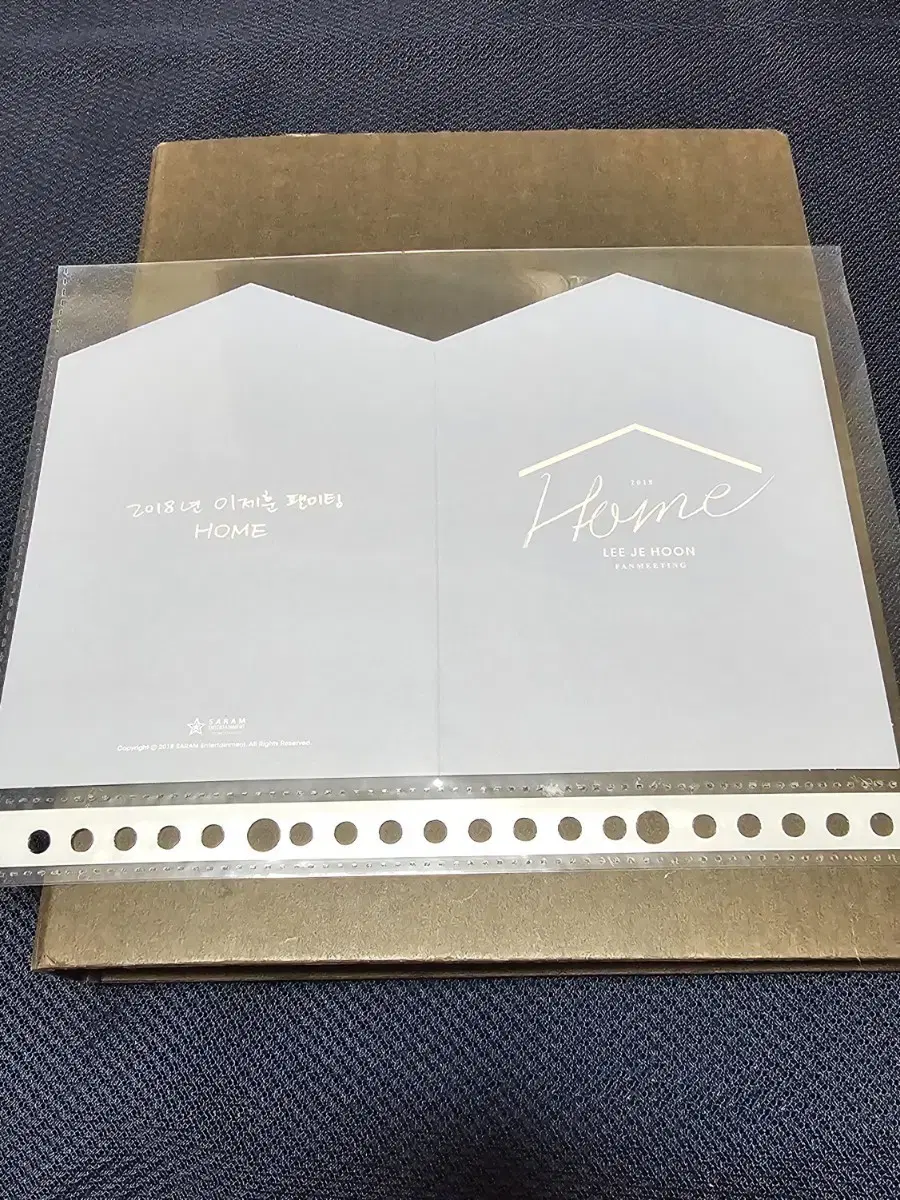 2018년 이제훈 팬미팅
HOME
SARAM
ENTERTAINMENT
Copyright ⓒ 2018 SARAM Entertainment. All Rights Reserved.
2018
Home
LEE JE HOON
FANMEETING